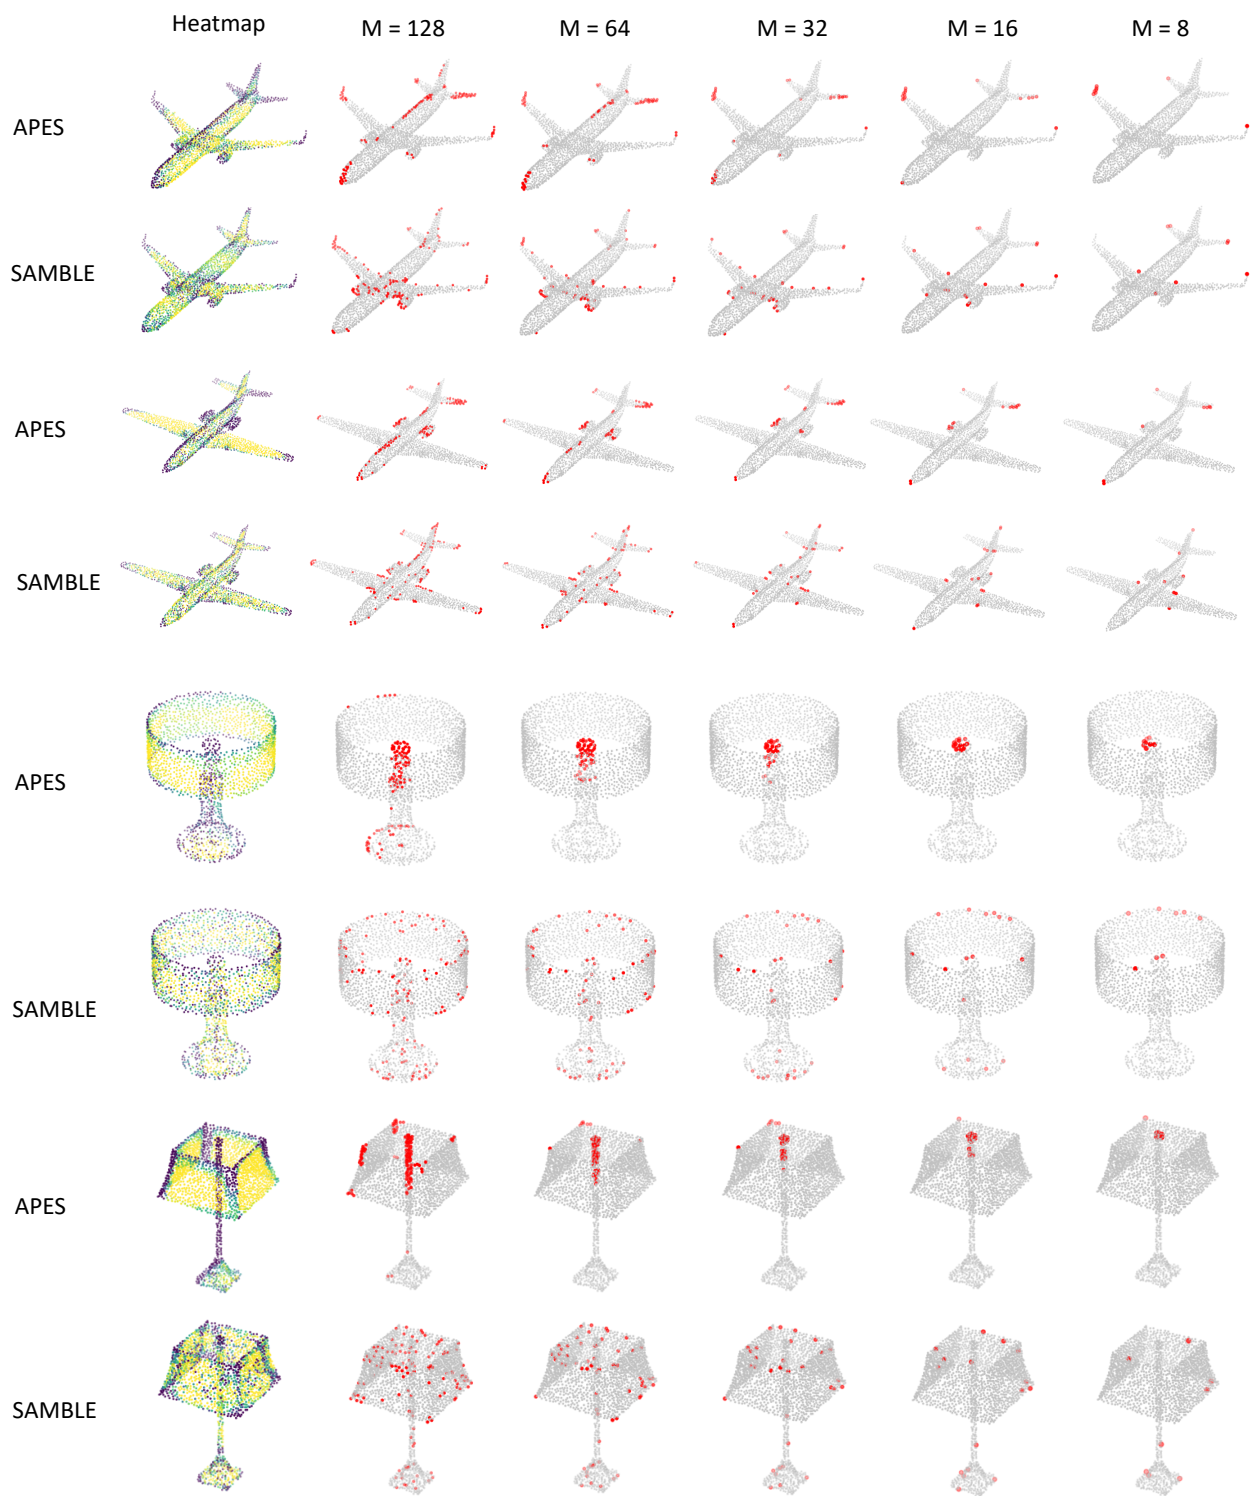 Heatmap M = 128 M = 64 M = 32 M = 16 M = 8
APES
SAMBLE
APES
SAMBLE
APES
SAMBLE
APES
SAMBLE